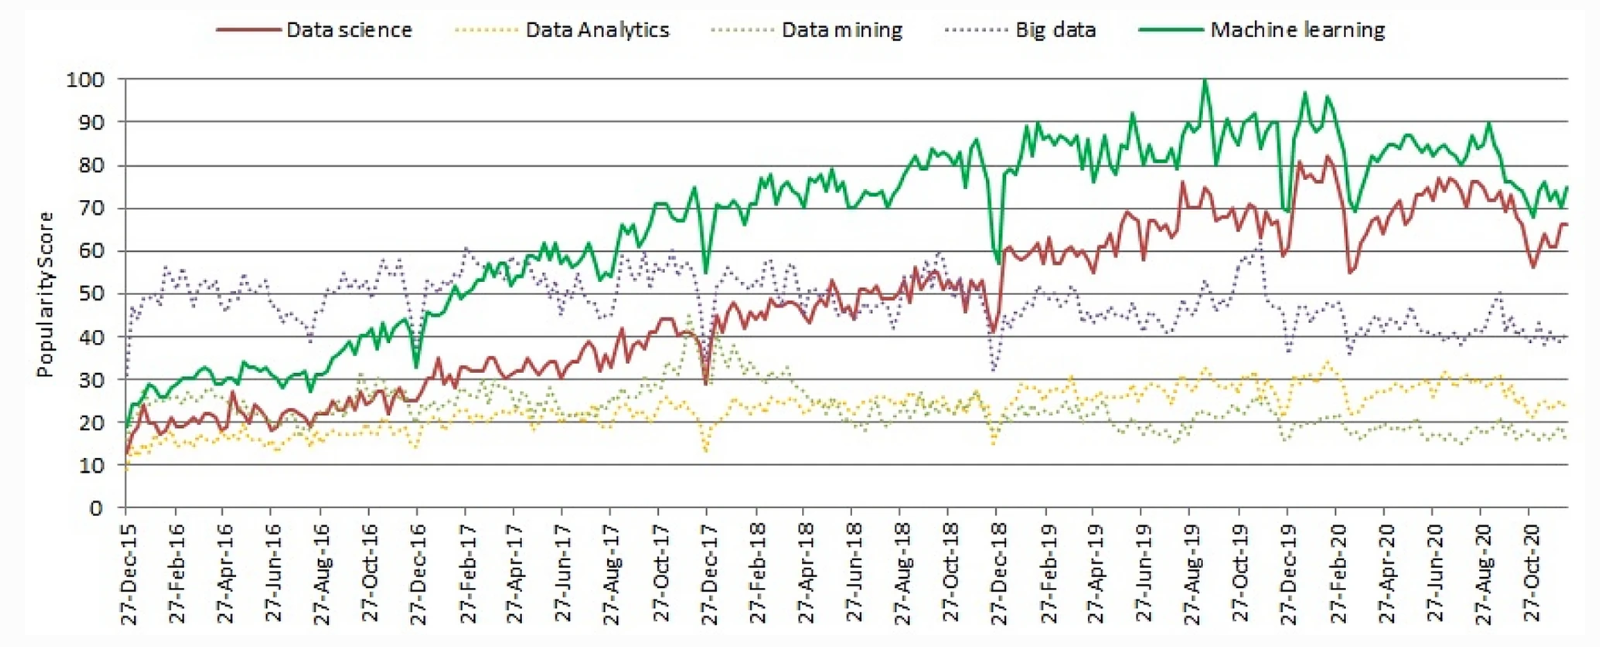 Data science Data Analytics Data mining Big data Machine learning
PopularityScore
100
90
80
70
60
50
40
30
20
10
0
27-Dec-15
27-Feb-16
27-Apr-16
27-Jun-16
27-Aug-16
27-Oct-16
27-Dec-16
27-Feb-17
27-Apr-17
27-Jun-17
27-Aug-17
27-Oct-17
27-Dec-17
27-Feb-18
27-Apr-18
27-Jun-18
27-Aug-18
27-Oct-18
27-Dec-18
27-Feb-19
27-Apr-19
27-Jun-19
27-Aug-19
27-Oct-19
27-Dec-19
27-Feb-20
27-Apr-20
27-Jun-20
27-Aug-20
27-Oct-20